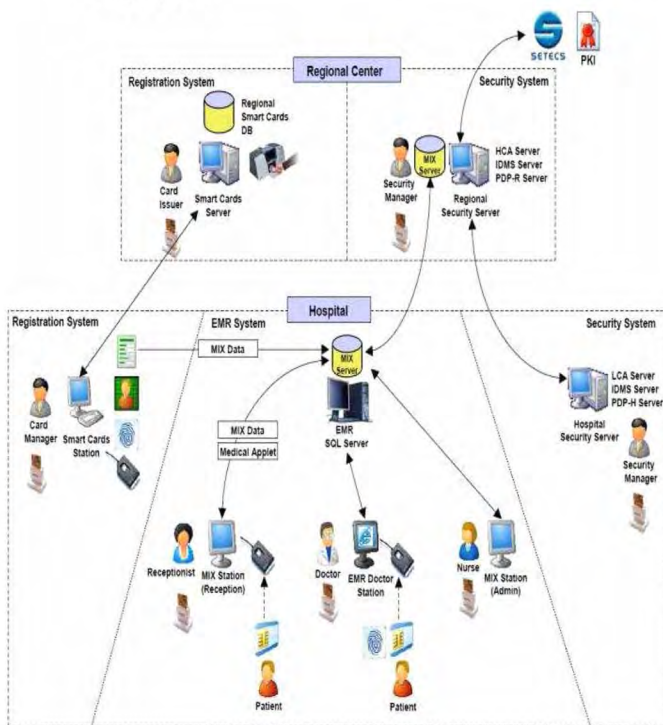 SETECS
PKI
Regional Center
Registration System
Security System
Regional
Smart Cards
DB
Card
Issuer
Smart Cards
Server
Security
Manager
MIX
Server
Regional
Security Server
HCA Server
IDMS Server
PDP-R Server
Hospital
Registration System
EMR System
Security System
MIX Data
MIX
Server
Card
Manager
Smart Cards
Station
EMR
SQL Server
MIX Data
Medical Applet
LCA Server
IDMS Server
PDP-H Server
Hospital
Security Server
Security
Manager
Receptionist
MIX Station
(Reception)
Doctor
EMR Doctor
Station
Nurse
MIX Station
(Admin)
Patient
Patient